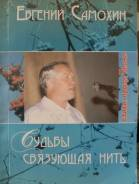 Евгений Самохин
Судьбы
связующая нить